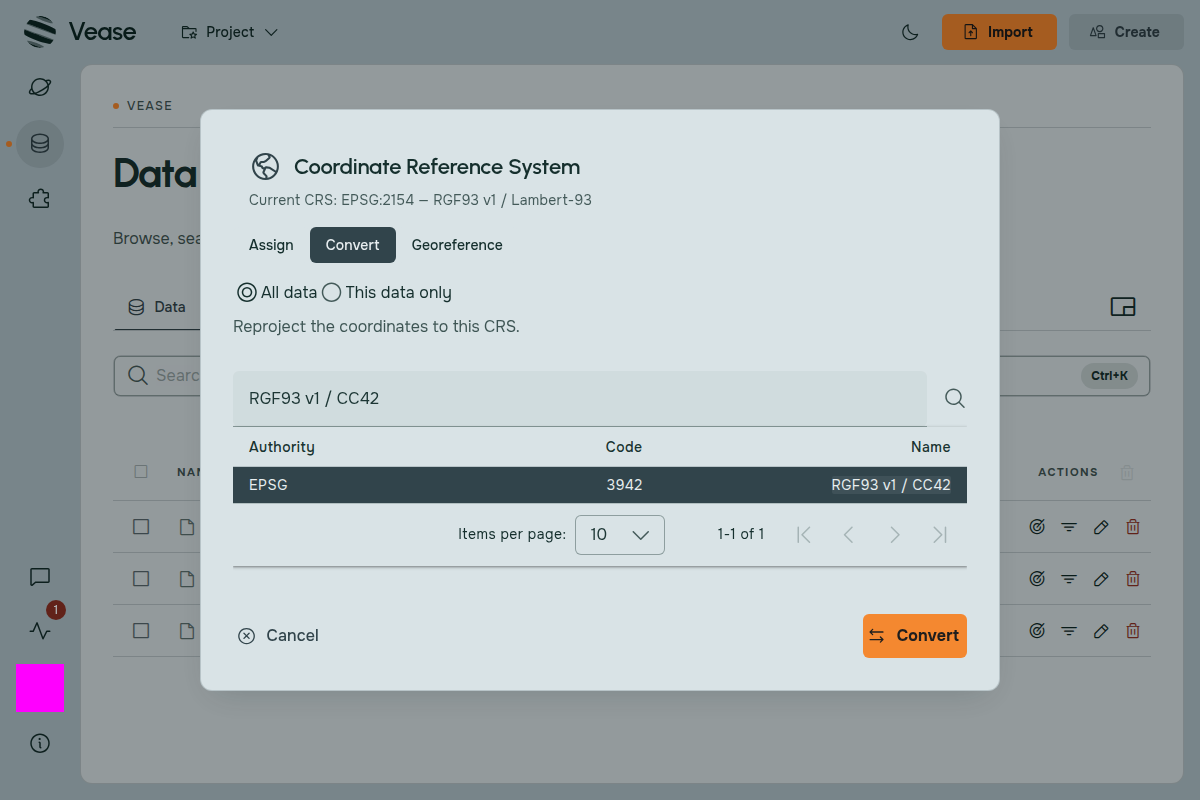 Vease
Project
Import
Create
VEASE
Data
Browse, sea
Data
Searc
Ctrl+K
NAM
ACTIONS
1
Coordinate Reference System
Current CRS: EPSG:2154 — RGF93 v1 / Lambert-93
Assign
Convert
Georeference
All data
This data only
Reproject the coordinates to this CRS.
RGF93 v1 / CC42
Authority Code Name
EPSG 3942 RGF93 v1 / CC42
Items per page: 10 1-1 of 1
Cancel
Convert